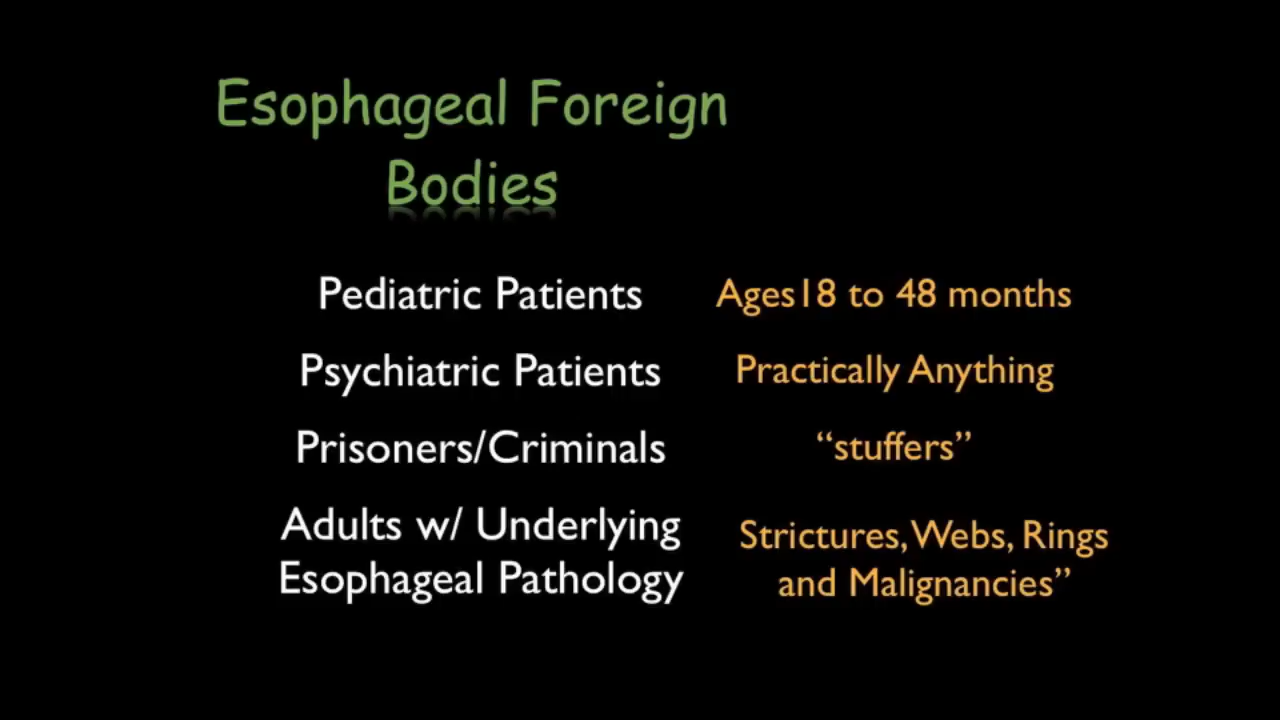 Esophageal Foreign
Bodies
Pediatric Patients Ages18 to 48 months
Psychiatric Patients Practically Anything
Prisoners/Criminals “stuffers”
Adults w/ Underlying
Esophageal Pathology
Strictures, Webs, Rings
and Malignancies”